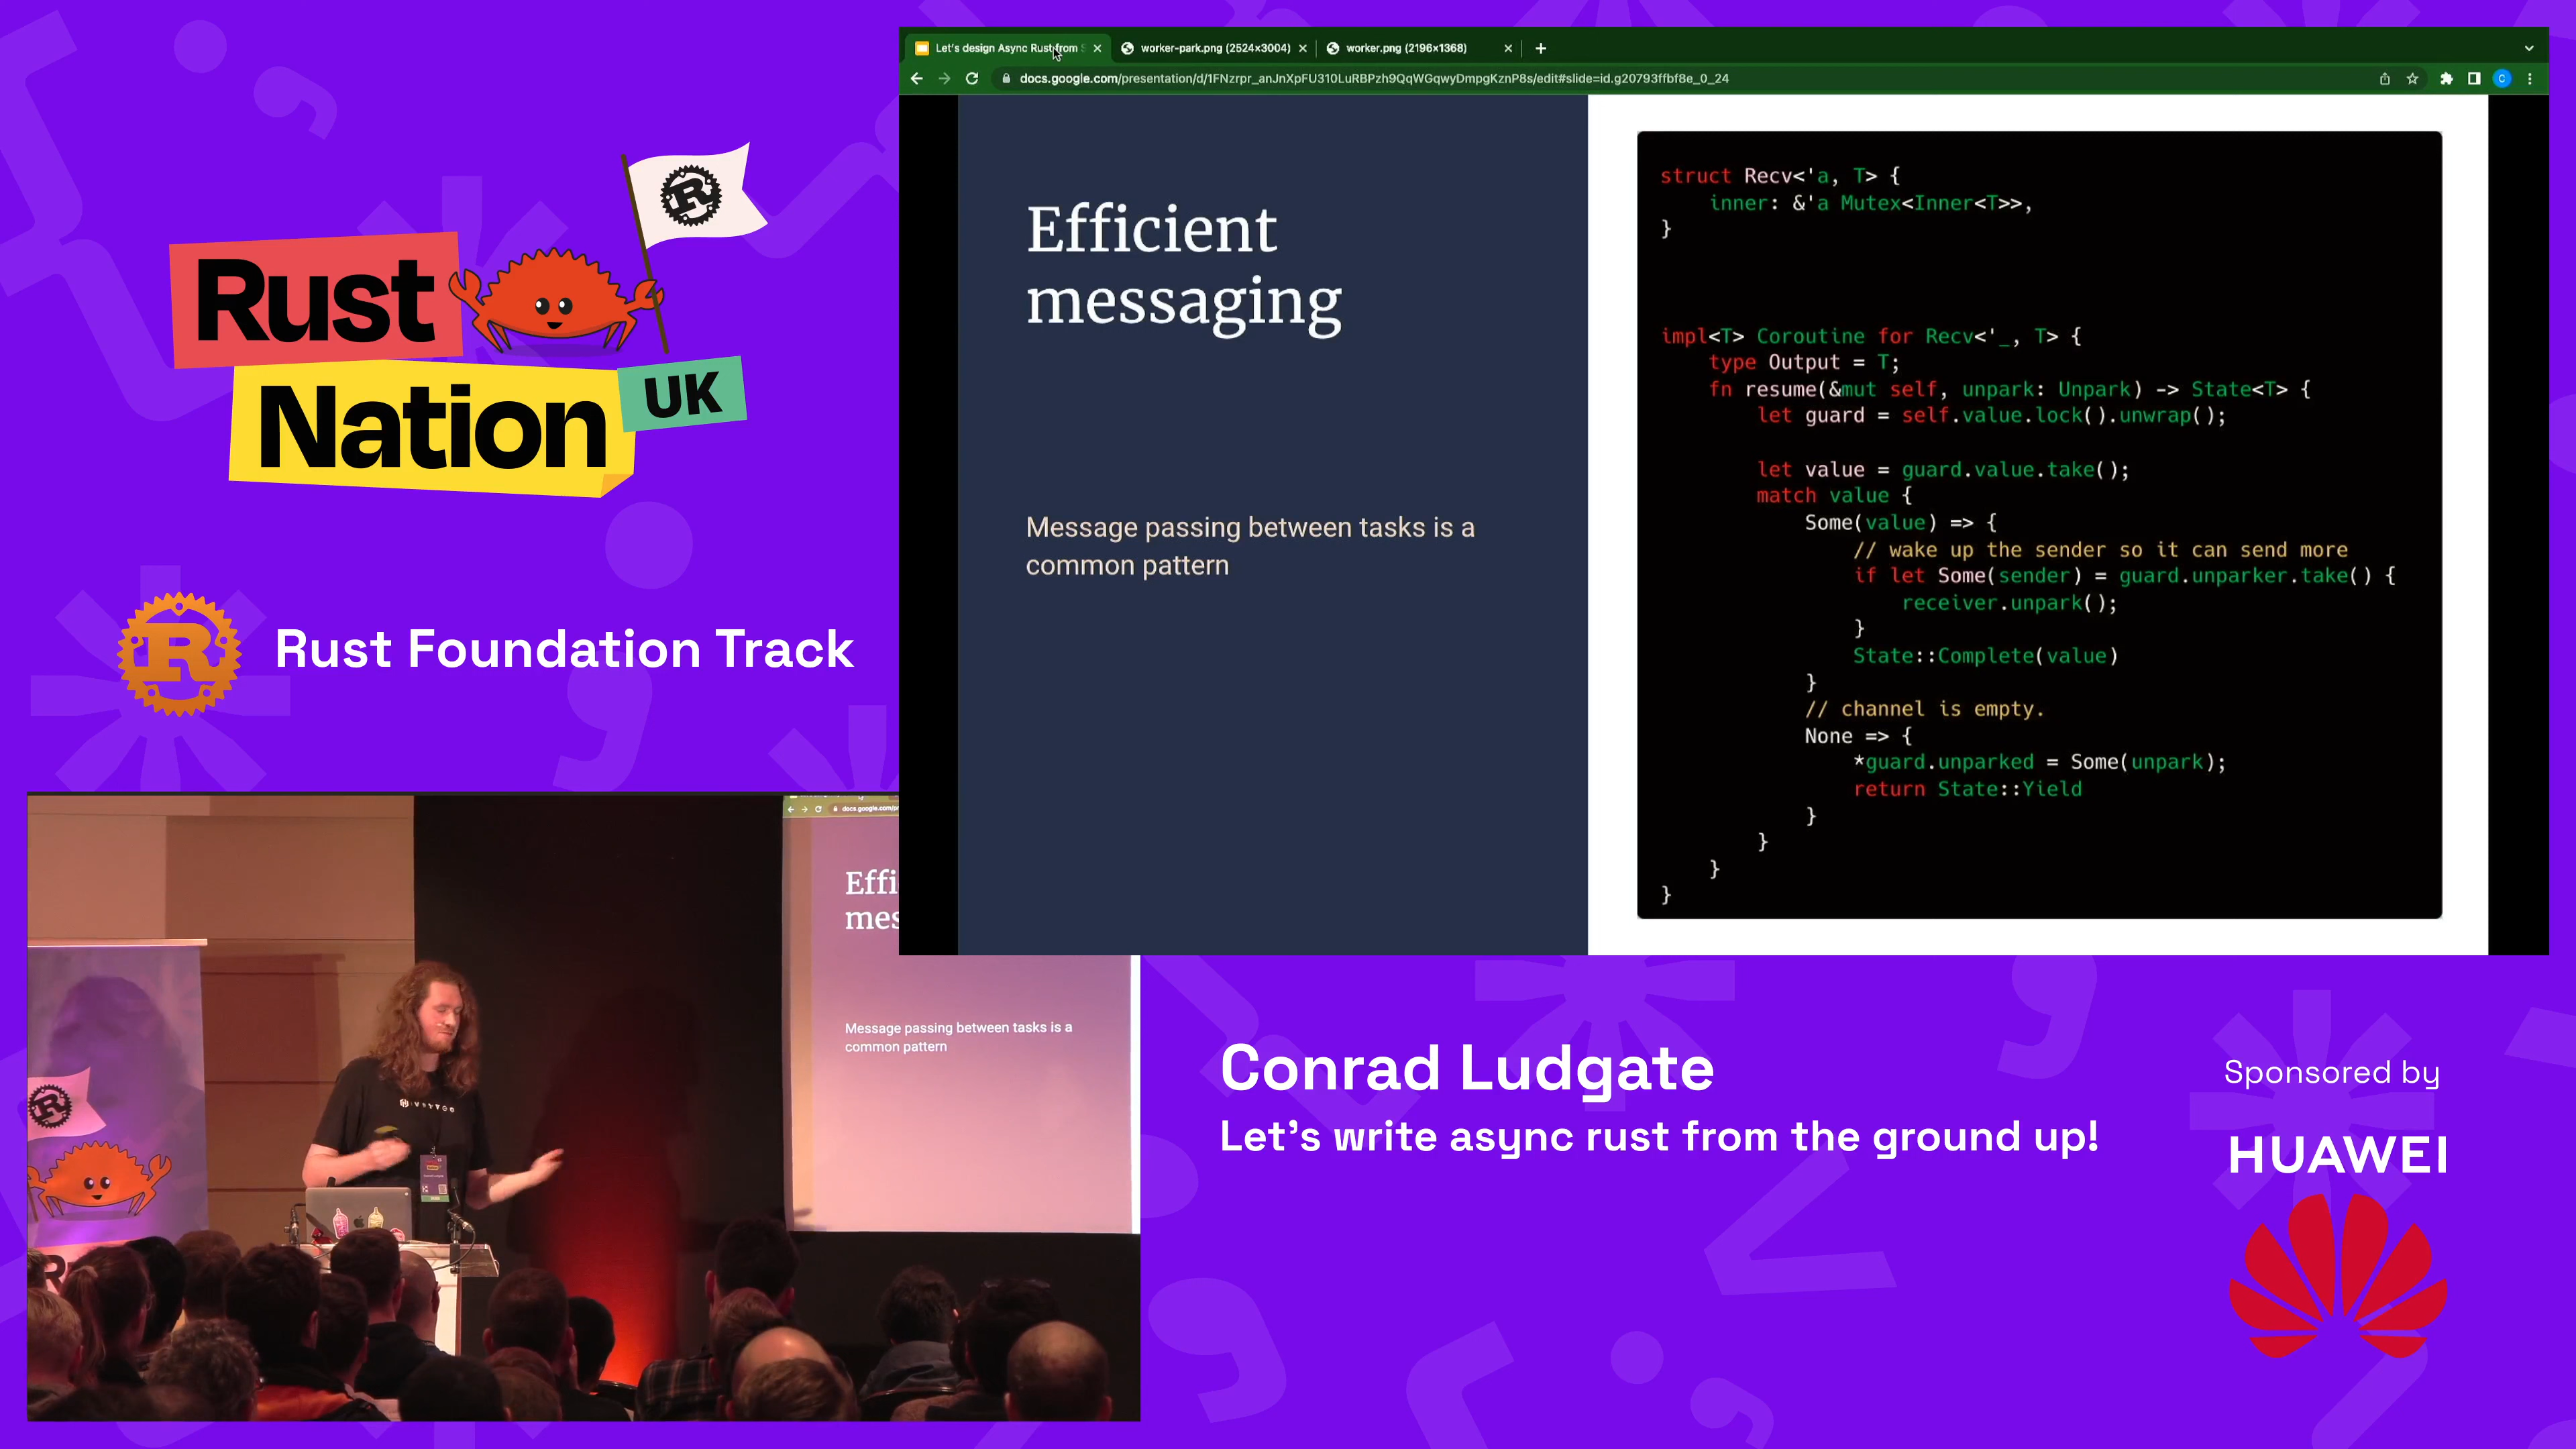 Let's design Async Rust from S
worker-park.png (2524×3004)
worker.png (2196×1368)
docs.google.com/presentation/d/1FNzrpr_anJnXpFU310LuRBPzh9QqWGqwyDmpgKznP8s/edit#slide=id.g20793ffbf8e_0_24
C
Rust
Nation
UK
R
R
Rust Foundation Track
Efficient
messaging
Message passing between tasks is a
common pattern
struct Recv<'a, T> {
    inner: &'a Mutex<Inner<T>>,
}
impl<T> Coroutine for Recv<'_, T> {
    type Output = T;
    fn resume(&mut self, unpark: Unpark) -> State<T> {
        let guard = self.value.lock().unwrap();
        let value = guard.value.take();
        match value {
            Some(value) => {
                // wake up the sender so it can send more
                if let Some(sender) = guard.unparker.take() {
                    receiver.unpark();
                }
                State::Complete(value)
            }
            // channel is empty.
            None => {
                *guard.unparked = Some(unpark);
                return State::Yield
            }
        }
    }
}
docs.google.com/pr
Effi
mes
Message passing between tasks is a
common pattern
R
R
Conrad Ludgate
Let's write async rust from the ground up!
Sponsored by
HUAWEI